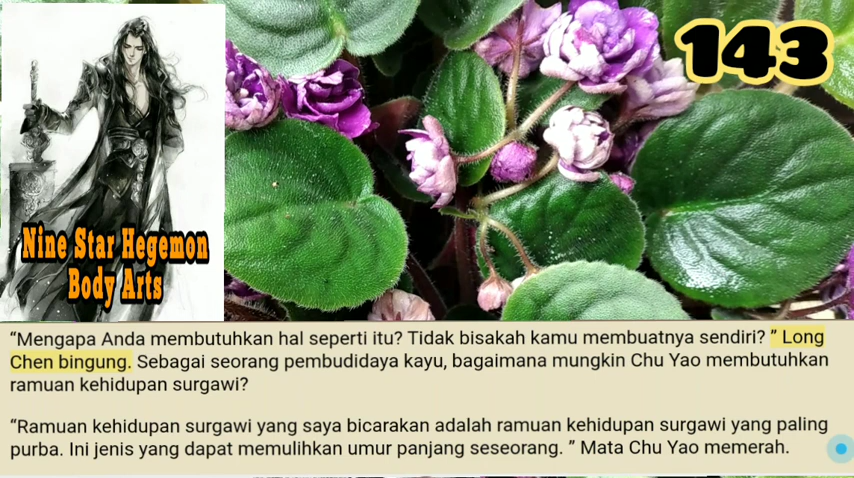 143
Nine Star Hegemon
Body Arts
“Mengapa Anda membutuhkan hal seperti itu? Tidak bisakah kamu membuatnya sendiri? ” Long
Chen bingung. Sebagai seorang pembudidaya kayu, bagaimana mungkin Chu Yao membutuhkan
ramuan kehidupan surgawi?
“Ramuan kehidupan surgawi yang saya bicarakan adalah ramuan kehidupan surgawi yang paling
purba. Ini jenis yang dapat memulihkan umur panjang seseorang. ” Mata Chu Yao memerah.